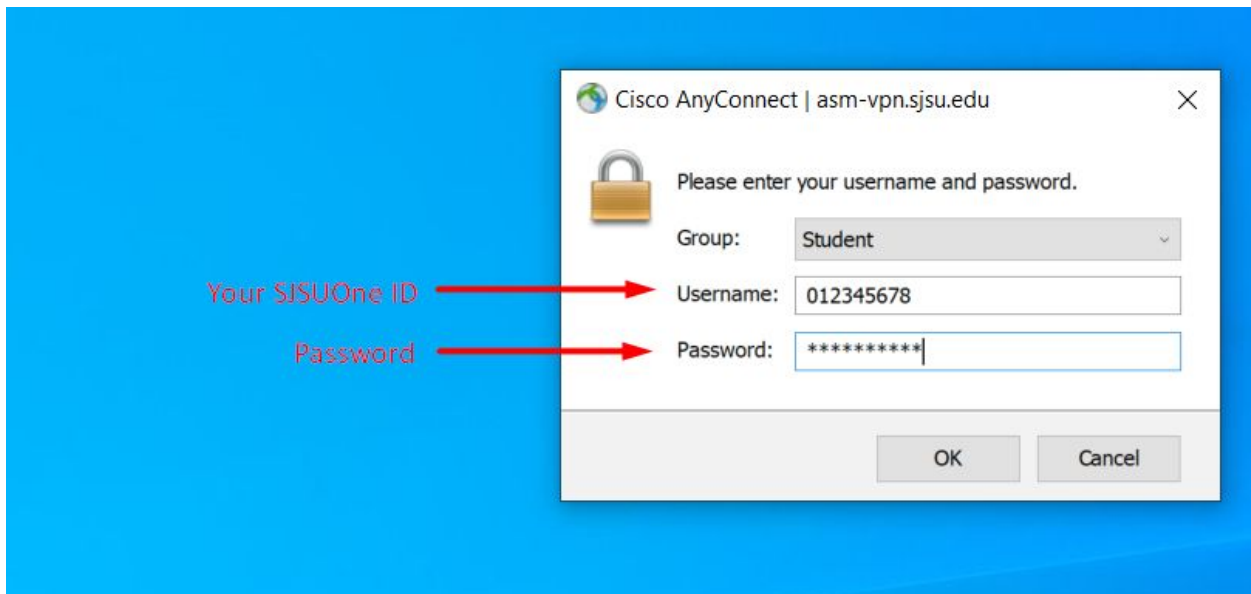 Cisco AnyConnect | asm-vpn.sjsu.edu
Please enter your username and password.
Group: Student
Your SJSUOne ID Username: 012345678
Password Password: **********
OK Cancel